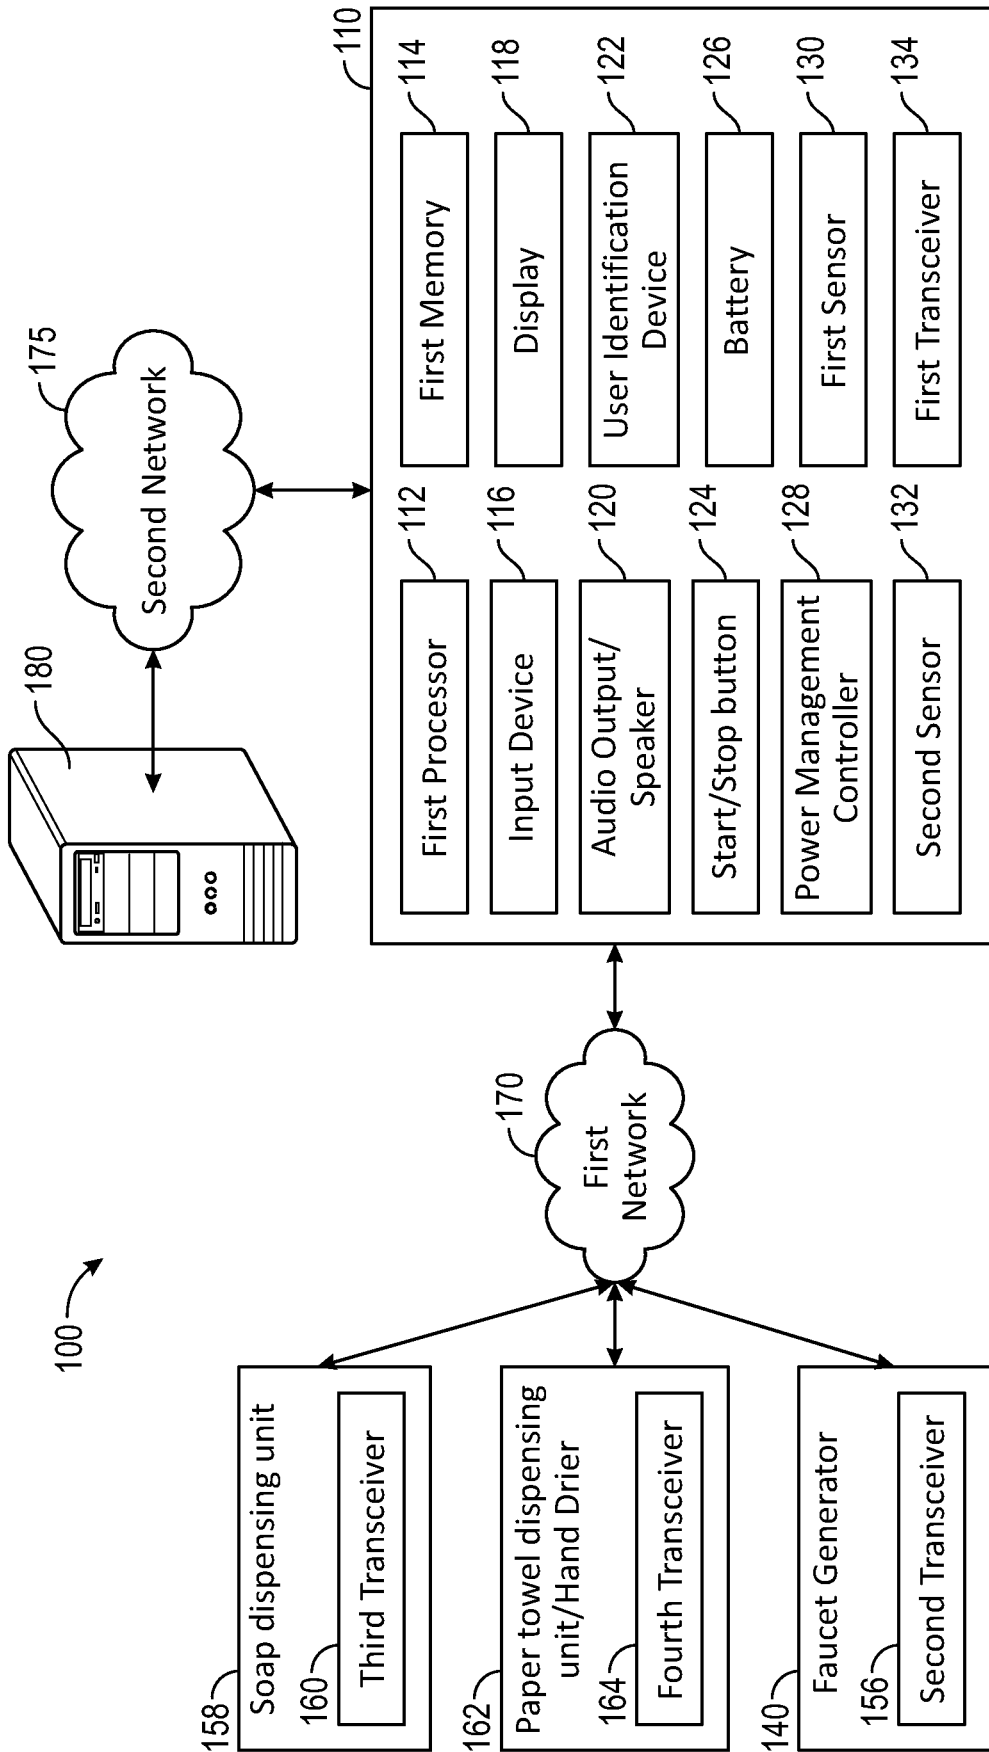 100
158
Soap dispensing unit
160
Third Transceiver
162
Paper towel dispensing
unit/Hand Drier
164
Fourth Transceiver
140
Faucet Generator
156
Second Transceiver
170
First
Network
180
175
Second Network
110
112
First Processor
114
First Memory
116
Input Device
118
Display
120
Audio Output/
Speaker
122
User Identification
Device
124
Start/Stop button
126
Battery
128
Power Management
Controller
130
First Sensor
132
Second Sensor
134
First Transceiver